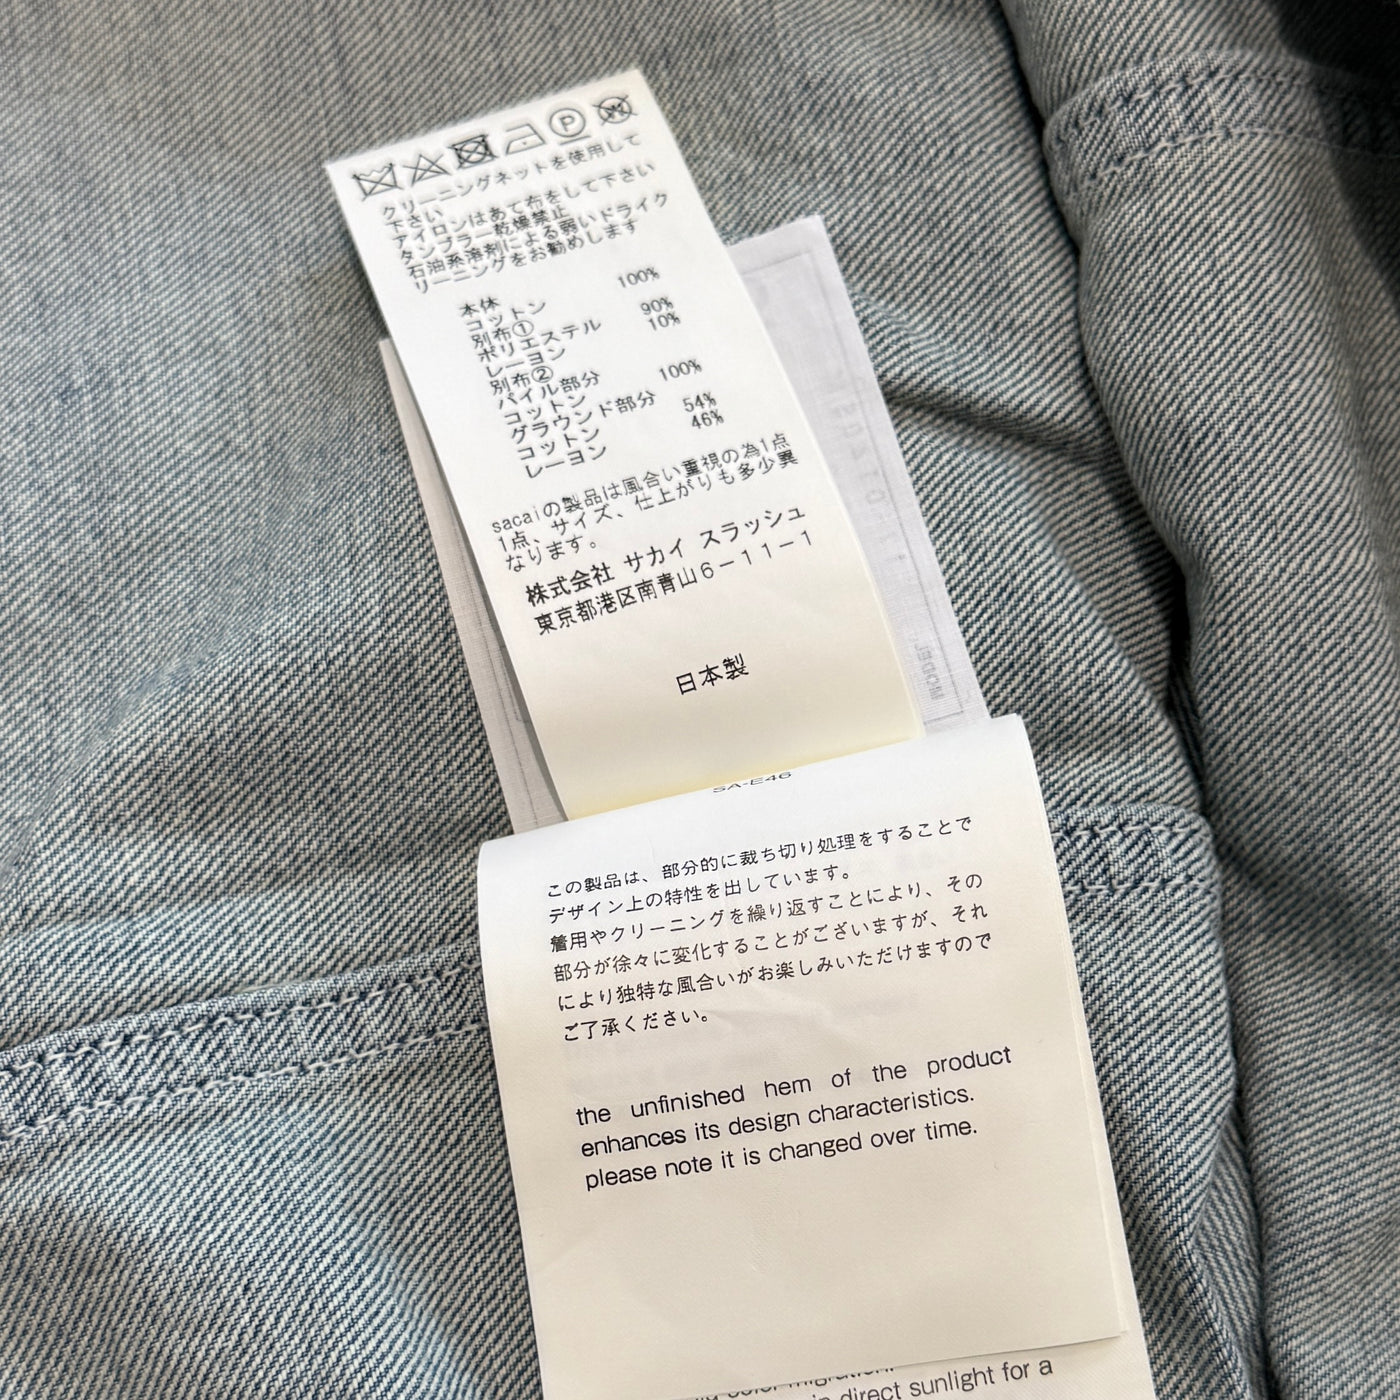 クリーニングネットを使用して
下さい
アイロンはあて布をして下さい
タンブラー乾燥禁止
石油系溶剤による弱いドライク
リーニングをお勧めします
本体
コットン 100%
別布①
ポリエステル 90%
レーヨン 10%
別布②
パイル部分
コットン 100%
グラウンド部分
コットン 54%
レーヨン 46%
sacaiの製品は風合い重視の為1点
1点、サイズ、仕上がりも多少異
なります。
株式会社 サカイ スラッシュ
東京都港区南青山6-11-1
日本製
SA-E46
この製品は、部分的に裁ち切り処理をすることで
デザイン上の特性を出しています。
着用やクリーニングを繰り返すことにより、その
部分が徐々に変化することがございますが、それ
により独特な風合いがお楽しみいただけますので
ご了承ください。
the unfinished hem of the product
enhances its design characteristics.
please note it is changed over time.
color migration.
in direct sunlight for a